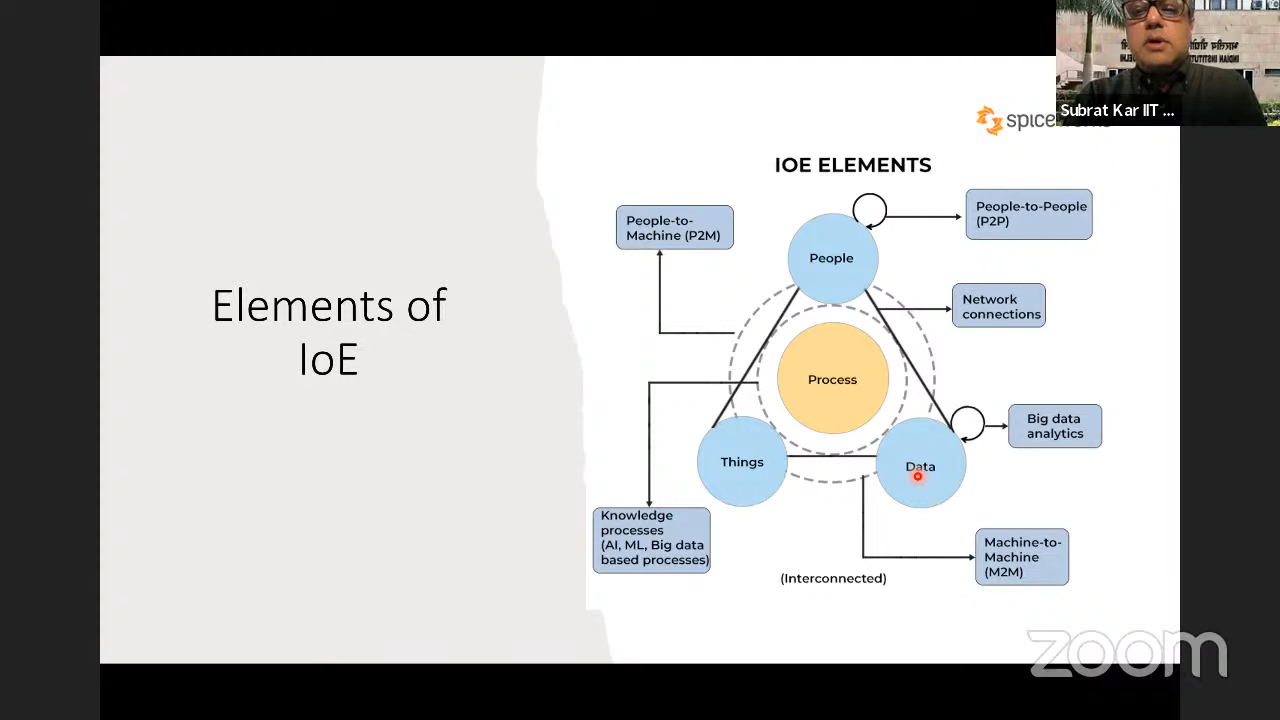 Subrat Kar IIT ...
Elements of
IoE
IOE ELEMENTS
People-to-
Machine (P2M)
People-to-People
(P2P)
People
Network
connections
Process
Big data
analytics
Things
Data
Knowledge
processes
(AI, ML, Big data
based processes)
Machine-to-
Machine
(M2M)
(Interconnected)
zoom